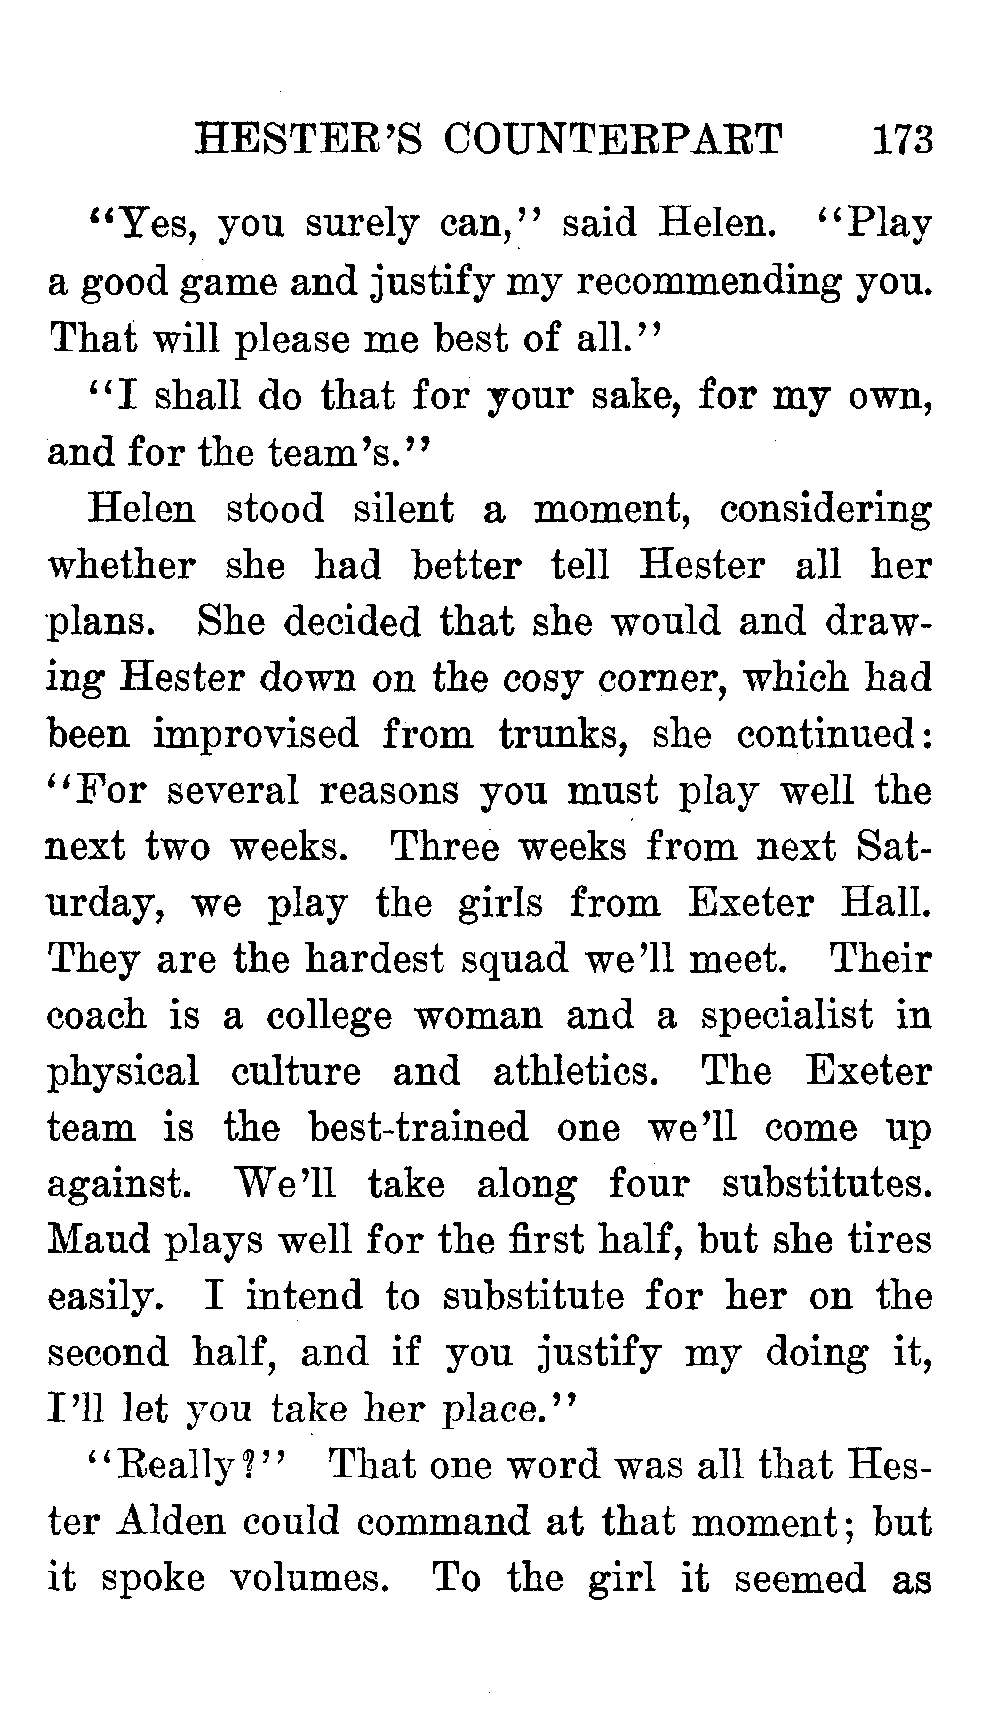 HESTER'S COUNTERPART 173
"Yes, you surely can," said Helen. "Play
a good game and justify my recommending you.
That will please me best of all."
"I shall do that for your sake, for my own,
and for the team's."
Helen stood silent a moment, considering
whether she had better tell Hester all her
plans. She decided that she would and draw-
ing Hester down on the cosy corner, which had
been improvised from trunks, she continued:
"For several reasons you must play well the
next two weeks. Three weeks from next Sat-
urday, we play the girls from Exeter Hall.
They are the hardest squad we'll meet. Their
coach is a college woman and a specialist in
physical culture and athletics. The Exeter
team is the best-trained one we'll come up
against. We'll take along four substitutes.
Maud plays well for the first half, but she tires
easily. I intend to substitute for her on the
second half, and if you justify my doing it,
I'll let you take her place."
"Really?" That one word was all that Hes-
ter Alden could command at that moment; but
it spoke volumes. To the girl it seemed as